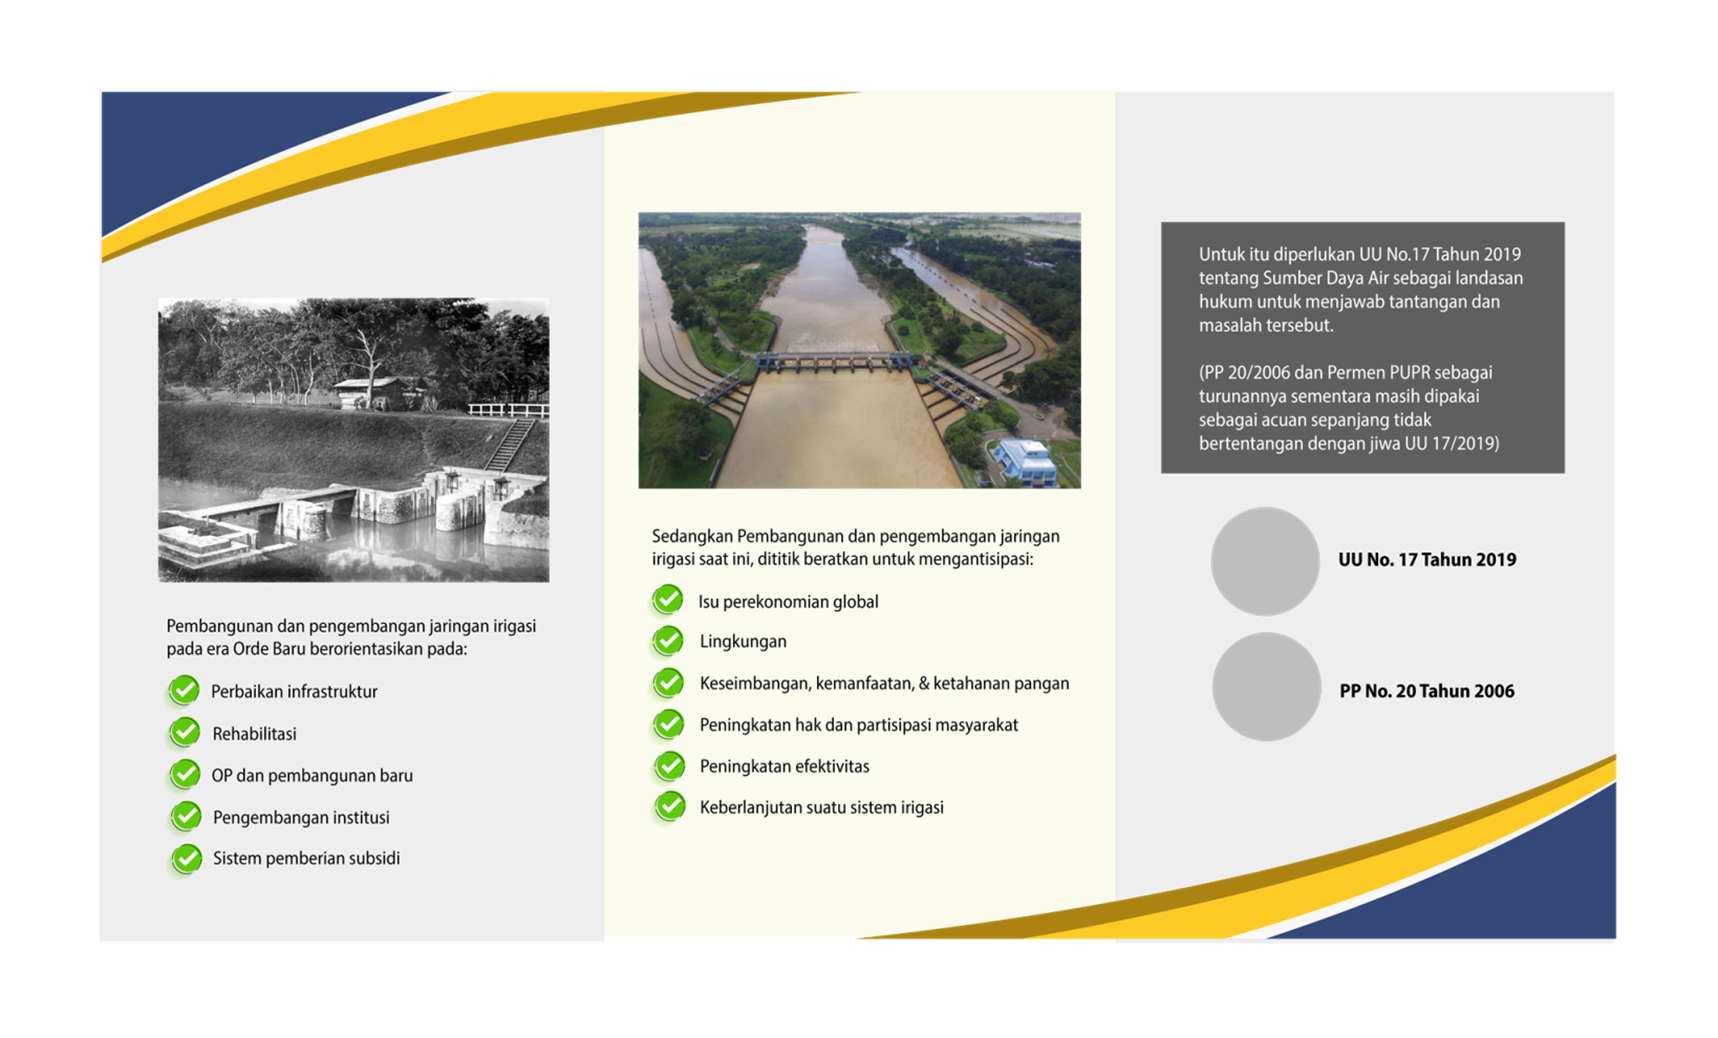 Pembangunan dan pengembangan jaringan irigasi
pada era Orde Baru berorientasikan pada:
Perbaikan infrastruktur
Rehabilitasi
OP dan pembangunan baru
Pengembangan institusi
Sistem pemberian subsidi
Sedangkan Pembangunan dan pengembangan jaringan
irigasi saat ini, dititik beratkan untuk mengantisipasi:
Isu perekonomian global
Lingkungan
Keseimbangan, kemanfaatan, & ketahanan pangan
Peningkatan hak dan partisipasi masyarakat
Peningkatan efektivitas
Keberlanjutan suatu sistem irigasi
Untuk itu diperlukan UU No.17 Tahun 2019
tentang Sumber Daya Air sebagai landasan
hukum untuk menjawab tantangan dan
masalah tersebut.
(PP 20/2006 dan Permen PUPR sebagai
turunannya sementara masih dipakai
sebagai acuan sepanjang tidak
bertentangan dengan jiwa UU 17/2019)
UU No. 17 Tahun 2019
PP No. 20 Tahun 2006